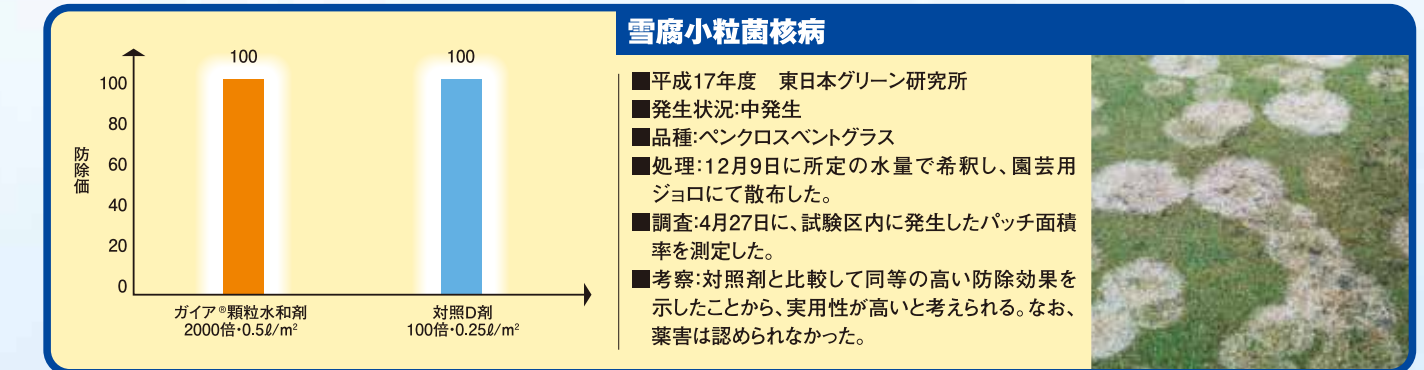 雪腐小粒菌核病
防除価
100
80
60
40
20
0
100
100
ガイア®顆粒水和剤
2000倍・0.5ℓ/m²
対照D剤
100倍・0.25ℓ/m²
■平成17年度　東日本グリーン研究所
■発生状況:中発生
■品種:ペンクロスベントグラス
■処理:12月9日に所定の水量で希釈し、園芸用
ジョロにて散布した。
■調査:4月27日に、試験区内に発生したパッチ面積
率を測定した。
■考察:対照剤と比較して同等の高い防除効果を
示したことから、実用性が高いと考えられる。なお、
薬害は認められなかった。